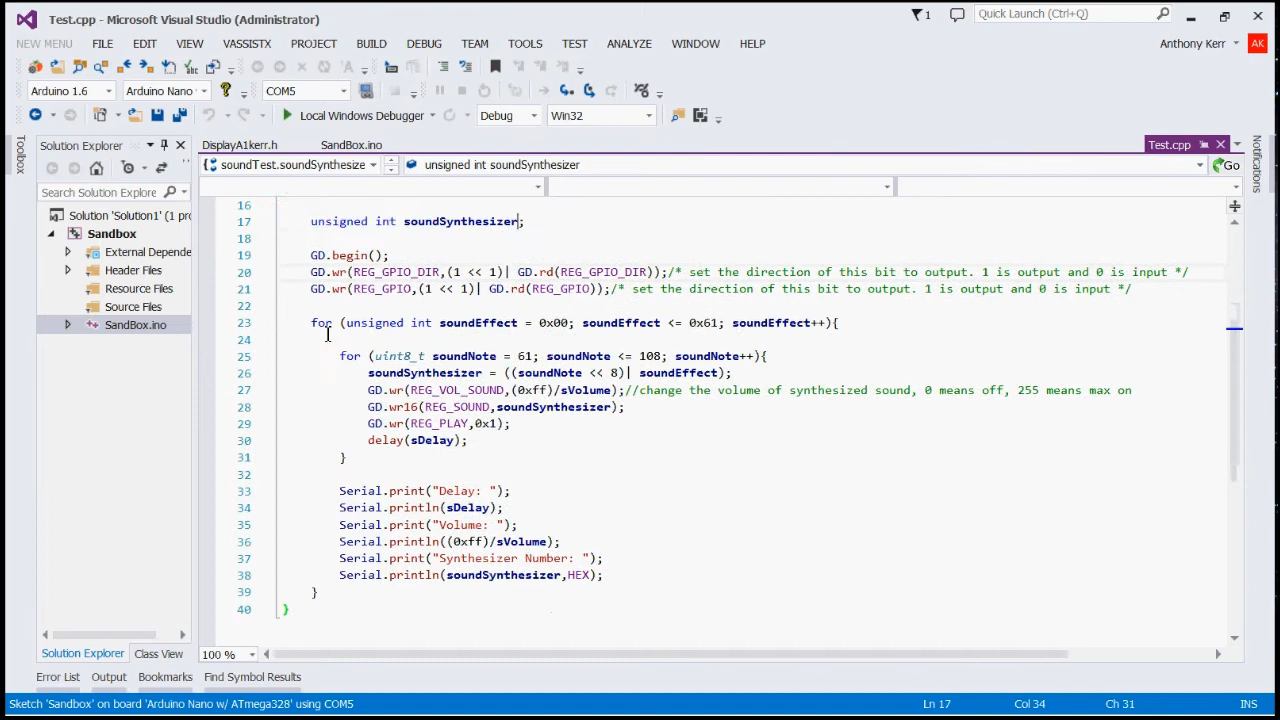 Test.cpp - Microsoft Visual Studio (Administrator)
1
Quick Launch (Ctrl+Q)
NEW MENU FILE EDIT VIEW VASSISTX PROJECT BUILD DEBUG TEAM TOOLS TEST ANALYZE WINDOW HELP
Anthony Kerr AK
Arduino 1.6 Arduino Nano COM5
Local Windows Debugger Debug Win32
Toolbox
Solution Explorer
DisplayA1kerr.h SandBox.ino Test.cpp
Notifications
{ soundTest.soundSynthesize unsigned int soundSynthesizer Go
Search Solution Explore
Solution 'Solution1' (1 pro
Sandbox
External Depende
Header Files
Resource Files
Source Files
SandBox.ino
16
17 unsigned int soundSynthesizer;
18
19 GD.begin();
20 GD.wr(REG_GPIO_DIR,(1 << 1)| GD.rd(REG_GPIO_DIR));/* set the direction of this bit to output. 1 is output and 0 is input */
21 GD.wr(REG_GPIO,(1 << 1)| GD.rd(REG_GPIO));/* set the direction of this bit to output. 1 is output and 0 is input */
22
23 for (unsigned int soundEffect = 0x00; soundEffect <= 0x61; soundEffect++){
24
25 for (uint8_t soundNote = 61; soundNote <= 108; soundNote++){
26 soundSynthesizer = ((soundNote << 8)| soundEffect);
27 GD.wr(REG_VOL_SOUND,(0xff)/sVolume);//change the volume of synthesized sound, 0 means off, 255 means max on
28 GD.wr16(REG_SOUND,soundSynthesizer);
29 GD.wr(REG_PLAY,0x1);
30 delay(sDelay);
31 }
32
33 Serial.print("Delay: ");
34 Serial.println(sDelay);
35 Serial.print("Volume: ");
36 Serial.println((0xff)/sVolume);
37 Serial.print("Synthesizer Number: ");
38 Serial.println(soundSynthesizer,HEX);
39 }
40 }
Solution Explorer Class View
100 %
Error List Output Bookmarks Find Symbol Results
Sketch 'Sandbox' on board 'Arduino Nano w/ ATmega328' using COM5 Ln 17 Col 34 Ch 31 INS